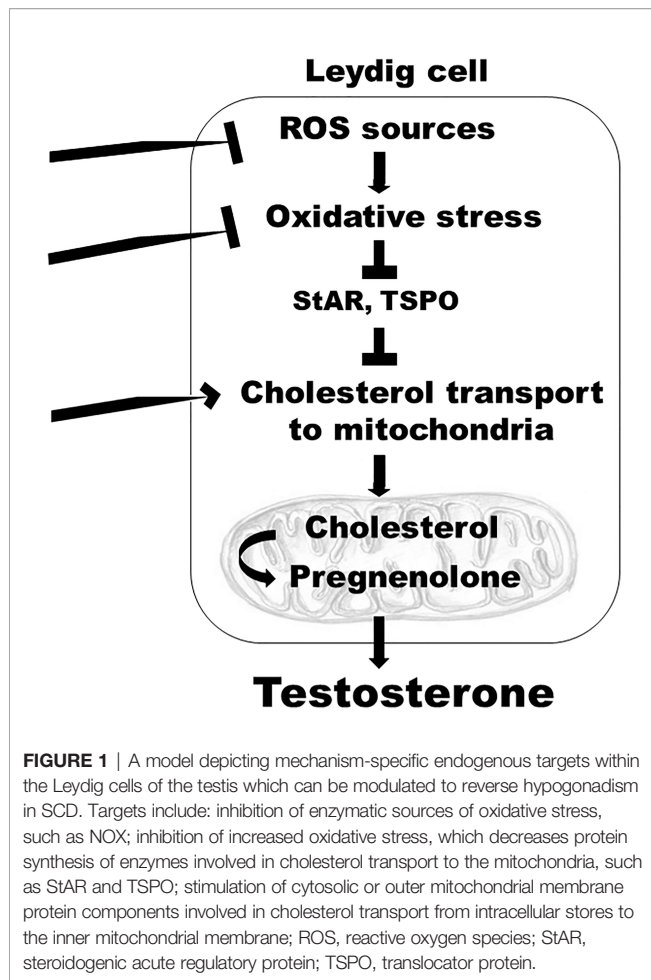 Leydig cell
ROS sources
Oxidative stress
StAR, TSPO
Cholesterol transport
to mitochondria
Cholesterol
Pregnenolone
Testosterone
FIGURE 1 | A model depicting mechanism-specific endogenous targets within
the Leydig cells of the testis which can be modulated to reverse hypogonadism
in SCD. Targets include: inhibition of enzymatic sources of oxidative stress,
such as NOX; inhibition of increased oxidative stress, which decreases protein
synthesis of enzymes involved in cholesterol transport to the mitochondria, such
as StAR and TSPO; stimulation of cytosolic or outer mitochondrial membrane
protein components involved in cholesterol transport from intracellular stores to
the inner mitochondrial membrane; ROS, reactive oxygen species; StAR,
steroidogenic acute regulatory protein; TSPO, translocator protein.